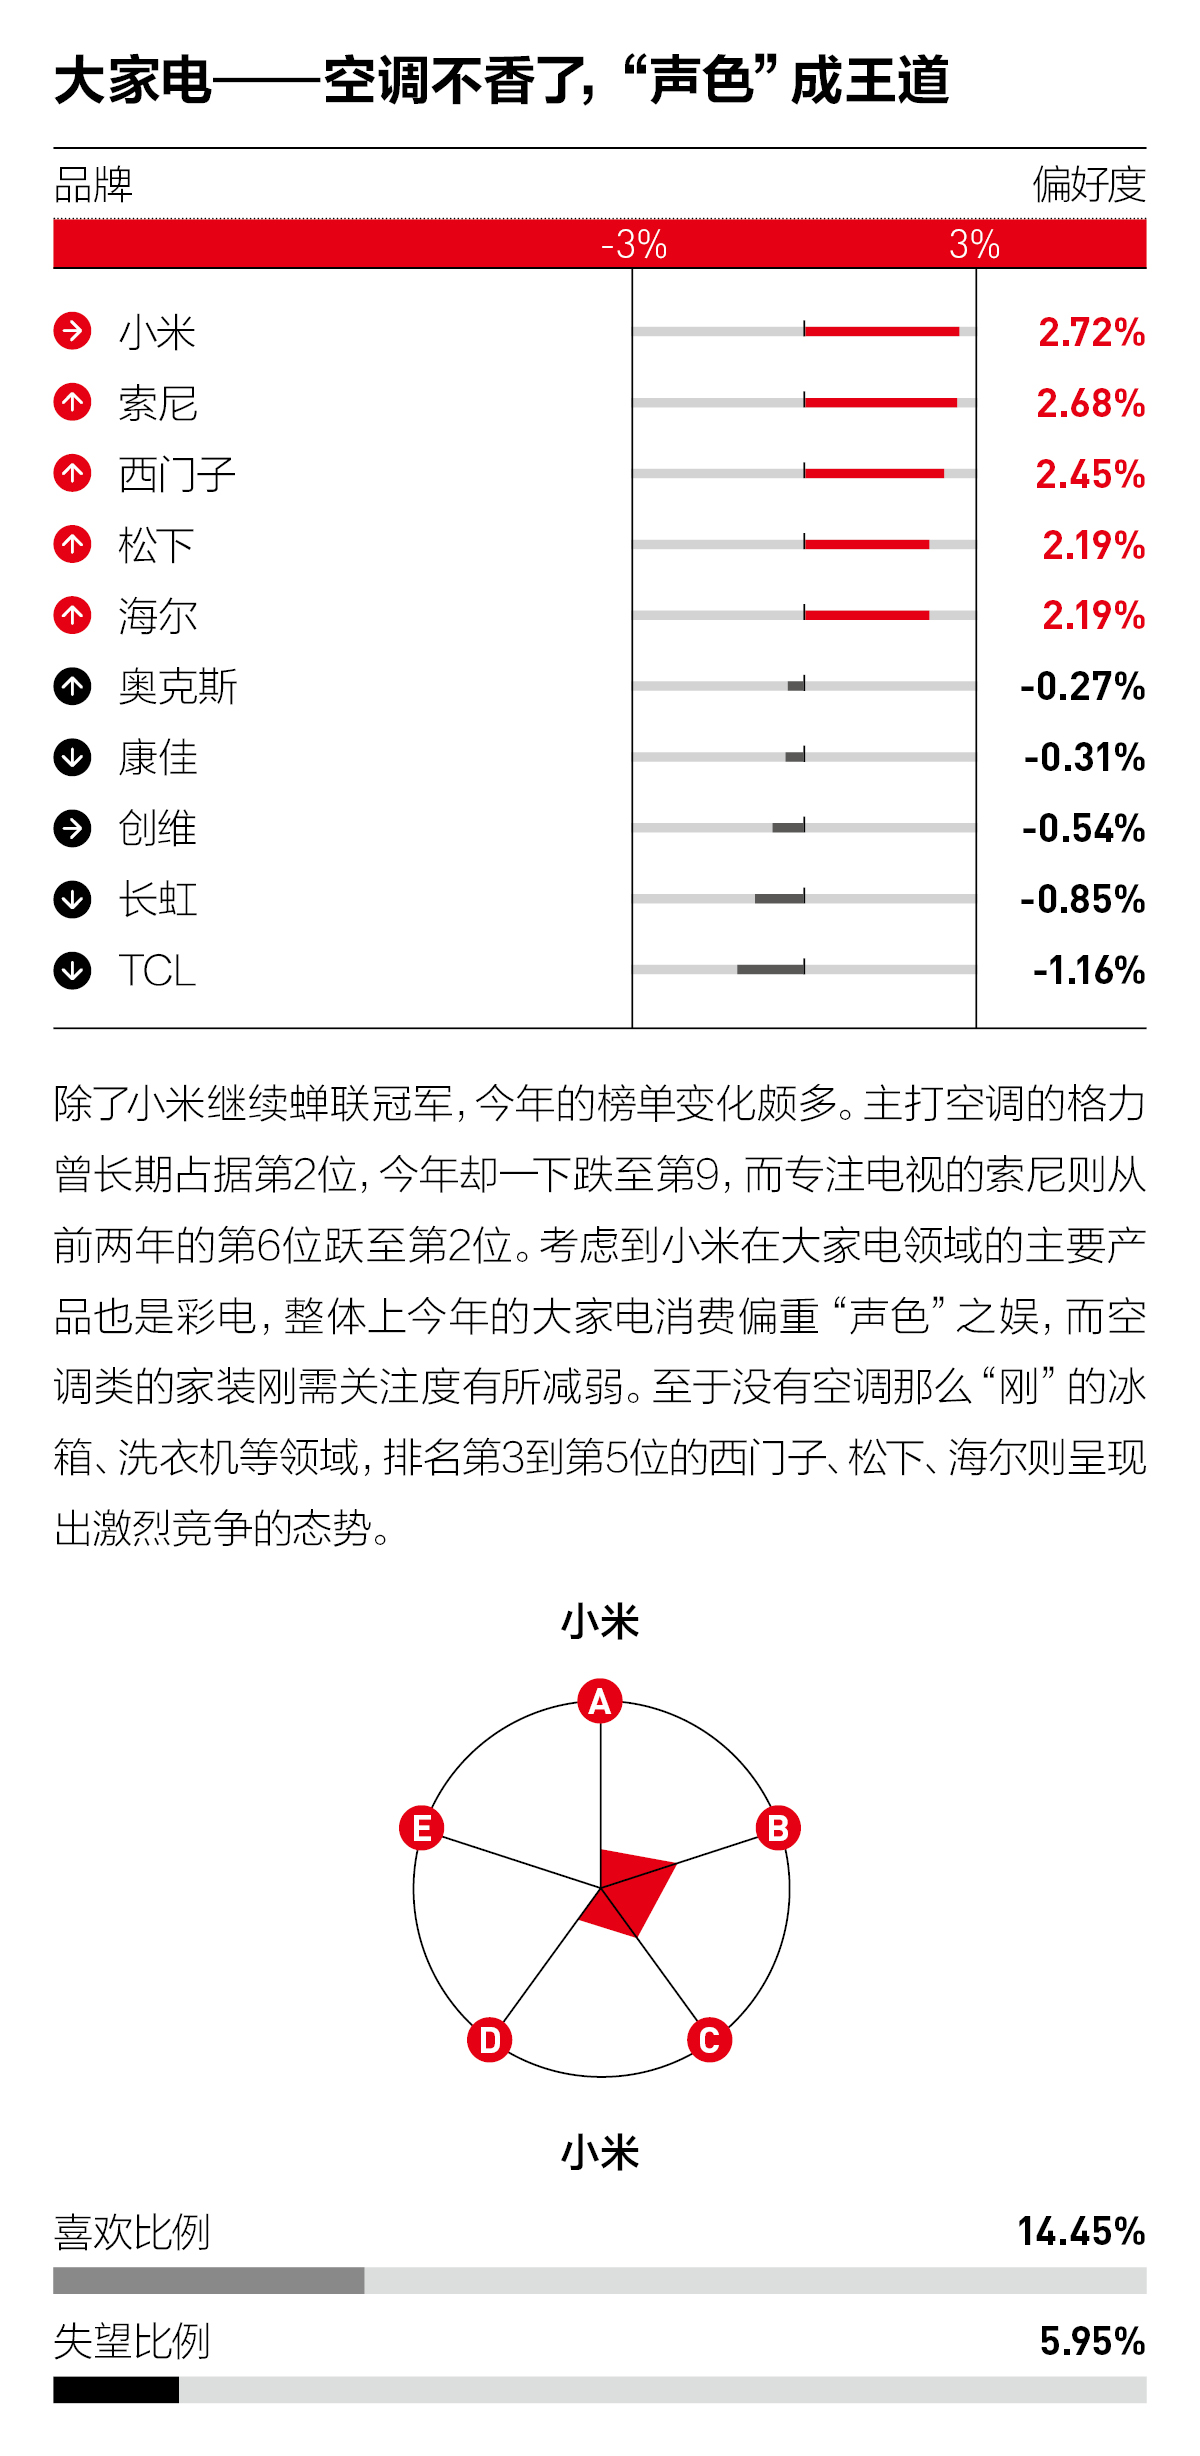 大家电——空调不香了，“声色”成王道
品牌 偏好度
-3% 3%
小米 2.72%
索尼 2.68%
西门子 2.45%
松下 2.19%
海尔 2.19%
奥克斯 -0.27%
康佳 -0.31%
创维 -0.54%
长虹 -0.85%
TCL -1.16%
除了小米继续蝉联冠军，今年的榜单变化颇多。主打空调的格力
曾长期占据第2位，今年却一下跌至第9，而专注电视的索尼则从
前两年的第6位跃至第2位。考虑到小米在大家电领域的主要产
品也是彩电，整体上今年的大家电消费偏重“声色”之娱，而空
调类的家装刚需关注度有所减弱。至于没有空调那么“刚”的冰
箱、洗衣机等领域，排名第3到第5位的西门子、松下、海尔则呈现
出激烈竞争的态势。
小米
A
E B
D C
小米
喜欢比例 14.45%
失望比例 5.95%